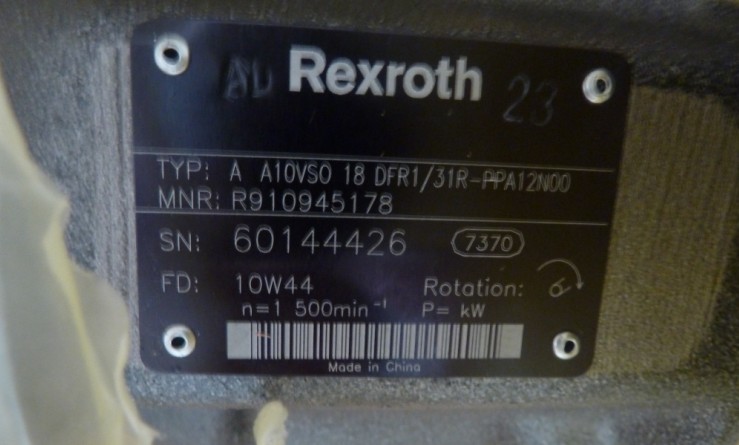 AD Rexroth 23
TYP: A A10VSO 18 DFR1/31R-PPA12N00
MNR: R910945178
SN: 60144426 7370
FD: 10W44 Rotation:
n=1 500min⁻¹ P= kW
Made in China